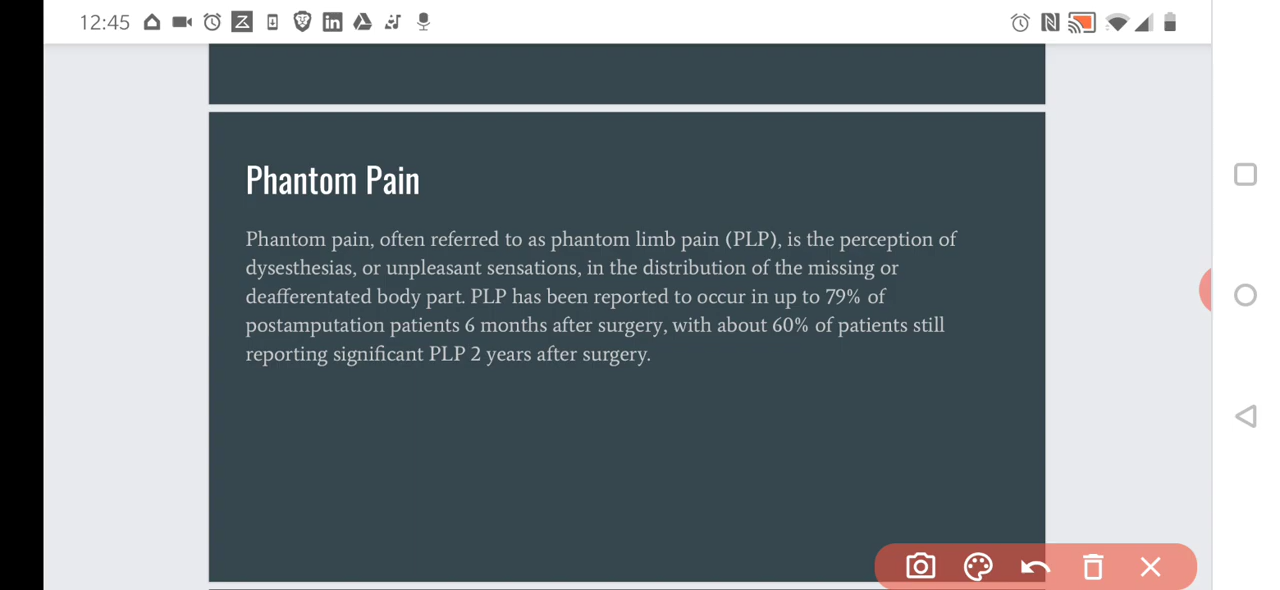 12:45
Phantom Pain
Phantom pain, often referred to as phantom limb pain (PLP), is the perception of
dysesthesias, or unpleasant sensations, in the distribution of the missing or
deafferentated body part. PLP has been reported to occur in up to 79% of
postamputation patients 6 months after surgery, with about 60% of patients still
reporting significant PLP 2 years after surgery.